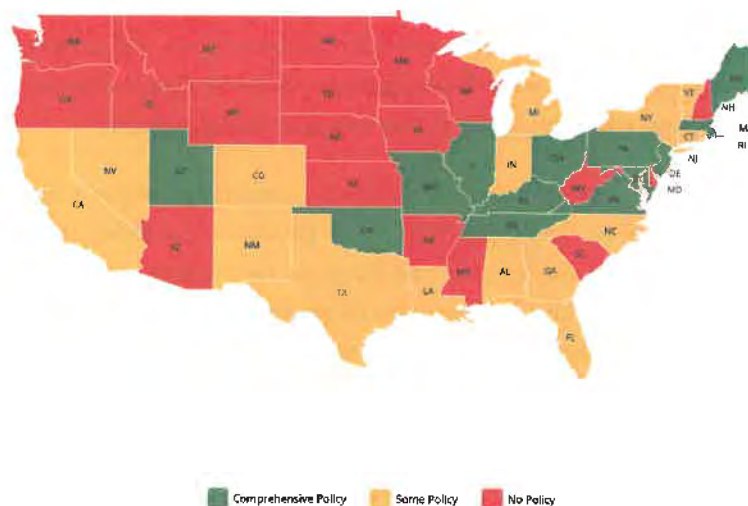 WA
MT
ND
MN
OR
ID
WY
SD
WI
MI
NY
VT
ME
NH
MA
RI
CT
NJ
DE
MD
NV
UT
CO
NE
IA
IL
IN
OH
PA
CA
KS
MO
KY
WV
VA
AZ
NM
OK
AR
TN
NC
SC
TX
LA
MS
AL
GA
FL
Comprehensive Policy
Some Policy
No Policy